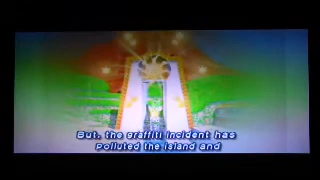 But, the graffiti incident has
polluted the island and